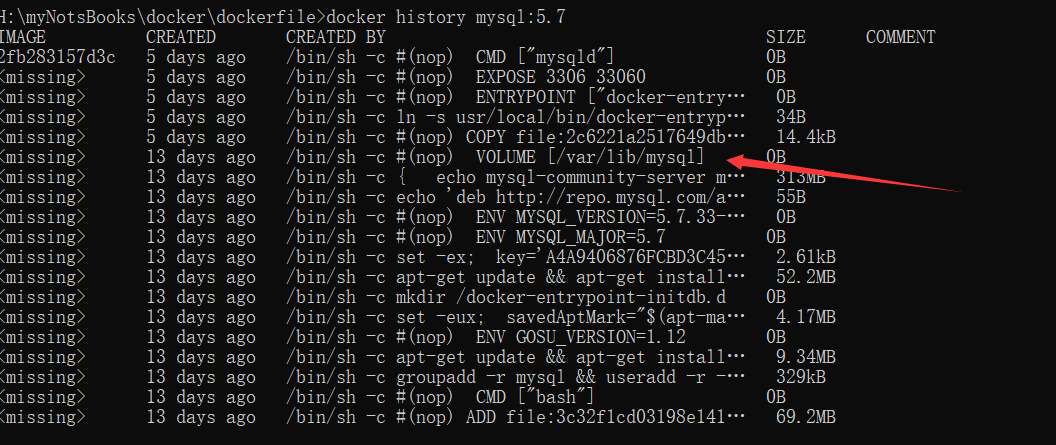 H:\myNotsBooks\docker\dockerfile>docker history mysql:5.7
IMAGE CREATED CREATED BY SIZE COMMENT
2fb283157d3c 5 days ago /bin/sh -c #(nop) CMD ["mysqld"] 0B
<missing> 5 days ago /bin/sh -c #(nop) EXPOSE 3306 33060 0B
<missing> 5 days ago /bin/sh -c #(nop) ENTRYPOINT ["docker-entry… 0B
<missing> 5 days ago /bin/sh -c ln -s usr/local/bin/docker-entryp… 34B
<missing> 5 days ago /bin/sh -c #(nop) COPY file:2c6221a2517649db… 14.4kB
<missing> 13 days ago /bin/sh -c #(nop) VOLUME [/var/lib/mysql] 0B
<missing> 13 days ago /bin/sh -c { echo mysql-community-server m… 313MB
<missing> 13 days ago /bin/sh -c echo 'deb http://repo.mysql.com/a… 55B
<missing> 13 days ago /bin/sh -c #(nop) ENV MYSQL_VERSION=5.7.33-… 0B
<missing> 13 days ago /bin/sh -c #(nop) ENV MYSQL_MAJOR=5.7 0B
<missing> 13 days ago /bin/sh -c set -ex; key='A4A9406876FCBD3C45… 2.61kB
<missing> 13 days ago /bin/sh -c apt-get update && apt-get install… 52.2MB
<missing> 13 days ago /bin/sh -c mkdir /docker-entrypoint-initdb.d 0B
<missing> 13 days ago /bin/sh -c set -eux; savedAptMark="$(apt-ma… 4.17MB
<missing> 13 days ago /bin/sh -c #(nop) ENV GOSU_VERSION=1.12 0B
<missing> 13 days ago /bin/sh -c apt-get update && apt-get install… 9.34MB
<missing> 13 days ago /bin/sh -c groupadd -r mysql && useradd -r -… 329kB
<missing> 13 days ago /bin/sh -c #(nop) CMD ["bash"] 0B
<missing> 13 days ago /bin/sh -c #(nop) ADD file:3c32f1cd03198e141… 69.2MB